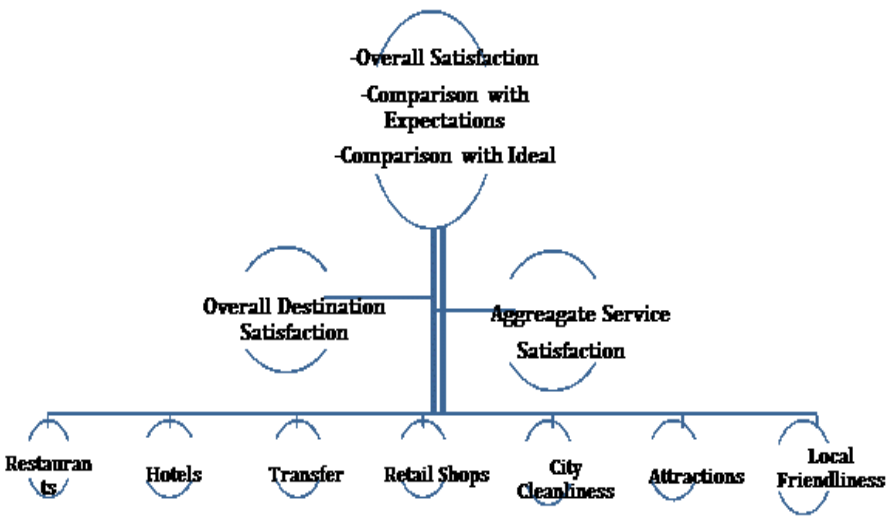 -Overall Satisfaction
-Comparison with
Expectations
-Comparison with Ideal
Overall Destination
Satisfaction
Aggreagate Service
Satisfaction
Restauran
ts
Hotels
Transfer
Retail Shops
City
Cleanliness
Attractions
Local
Friendliness